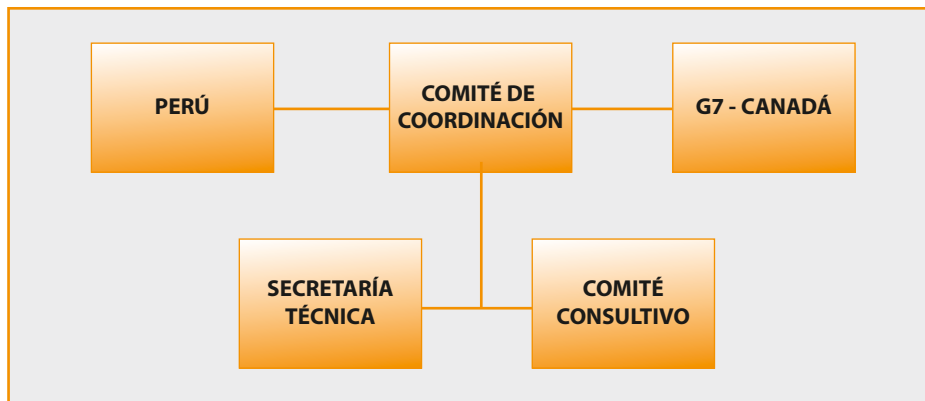 PERÚ
COMITÉ DE
COORDINACIÓN
G7 - CANADÁ
SECRETARÍA
TÉCNICA
COMITÉ
CONSULTIVO